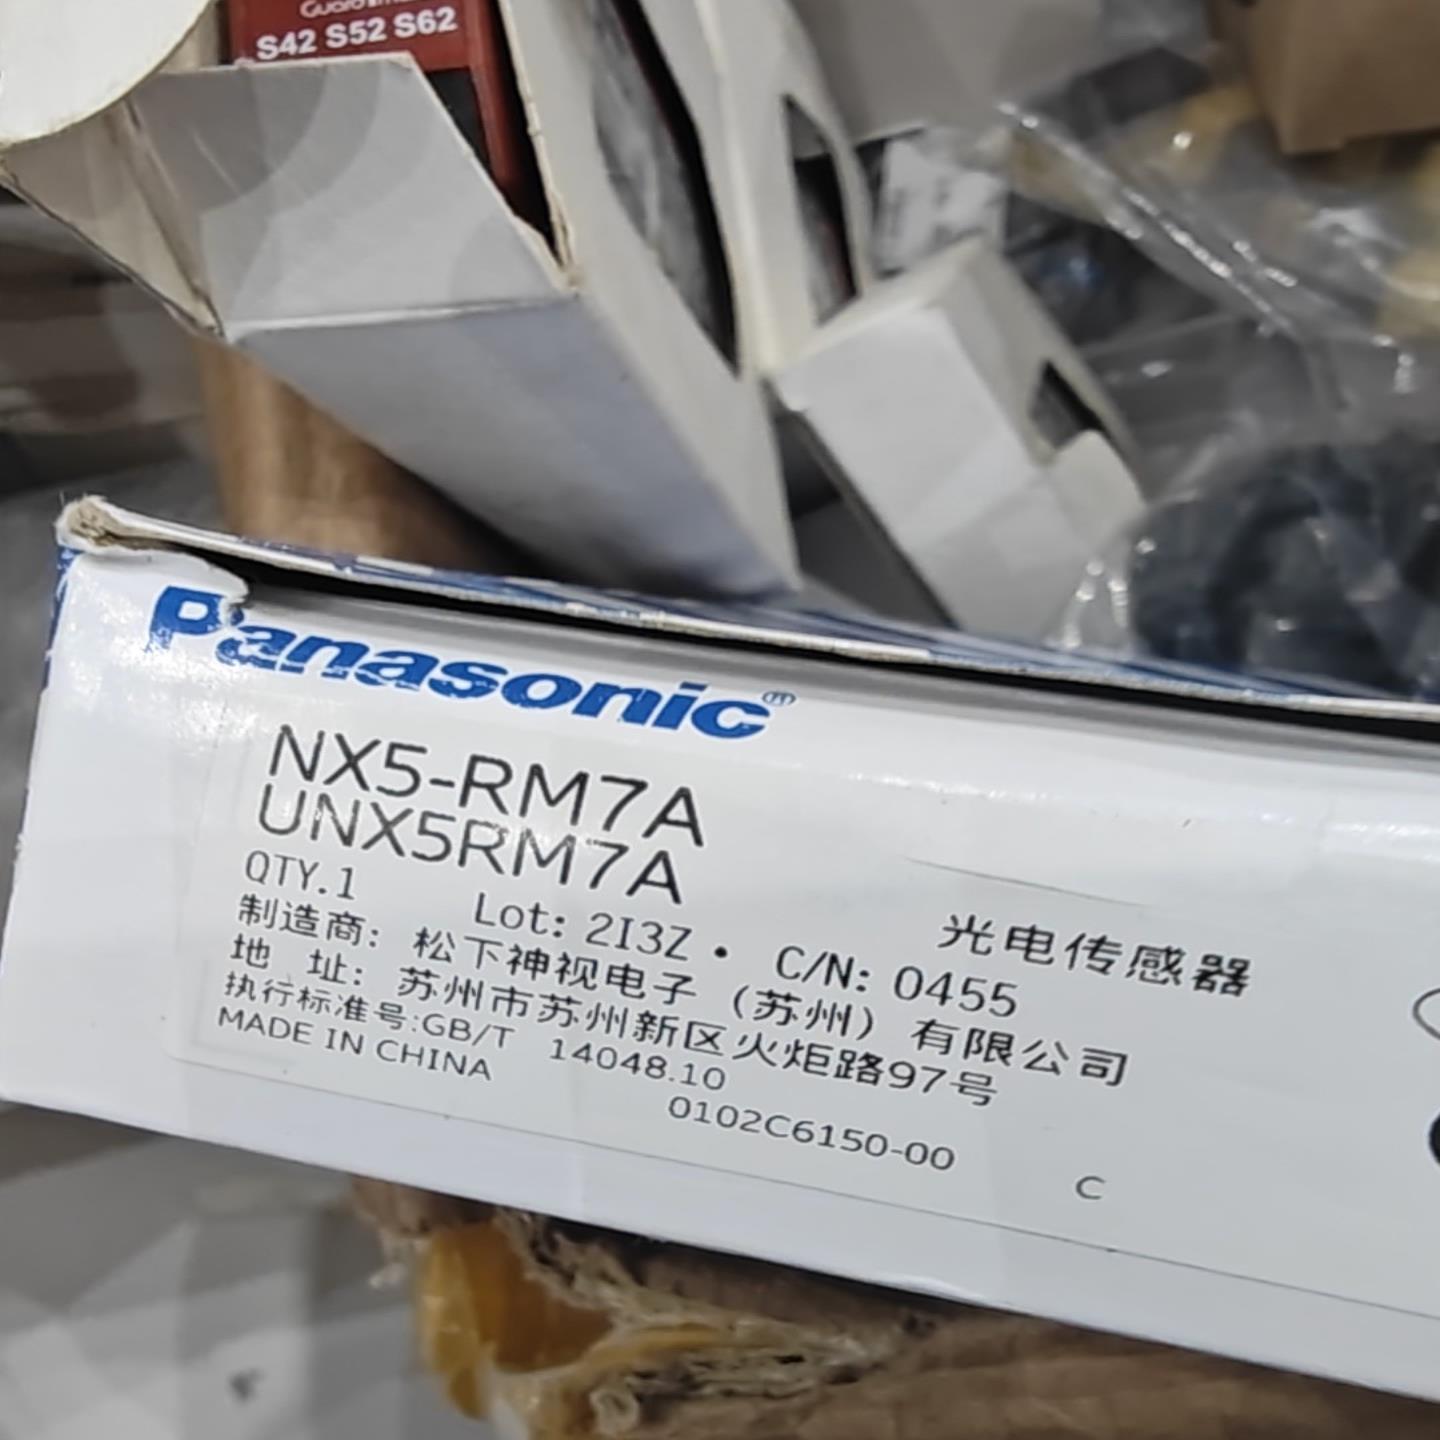 S42 S52 S62
Panasonic®
NX5-RM7A
UNX5RM7A
光电传感器
QTY.1 Lot: 2I3Z· C/N: 0455
制造商: 松下神视电子（苏州）有限公司
地 址: 苏州市苏州新区火炬路97号
执行标准号:GB/T 14048.10
MADE IN CHINA 0102C6150-00 C